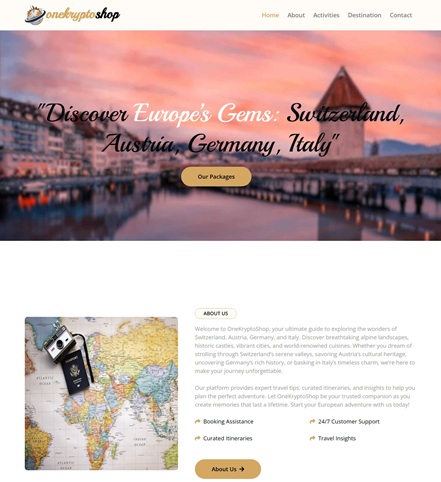 onekryptoshop
Home About Activities Destination Contact
"Discover Europe's Gems: Switzerland,
Austria, Germany, Italy"
Our Packages
ABOUT US
Welcome to OneKryptoShop, your ultimate guide to exploring the wonders of
Switzerland, Austria, Germany, and Italy. Discover breathtaking alpine landscapes,
historic castles, vibrant cities, and world-renowned cuisines. Whether you dream of
strolling through Switzerland's serene valleys, savoring Austria's cultural heritage,
uncovering Germany's rich history, or basking in Italy's timeless charm, we're here to
make your journey unforgettable.
Our platform provides expert travel tips, curated itineraries, and insights to help you
plan the perfect adventure. Let OneKryptoShop be your trusted companion as you
create memories that last a lifetime. Start your European adventure with us today!
Booking Assistance
24/7 Customer Support
Curated Itineraries
Travel Insights
About Us